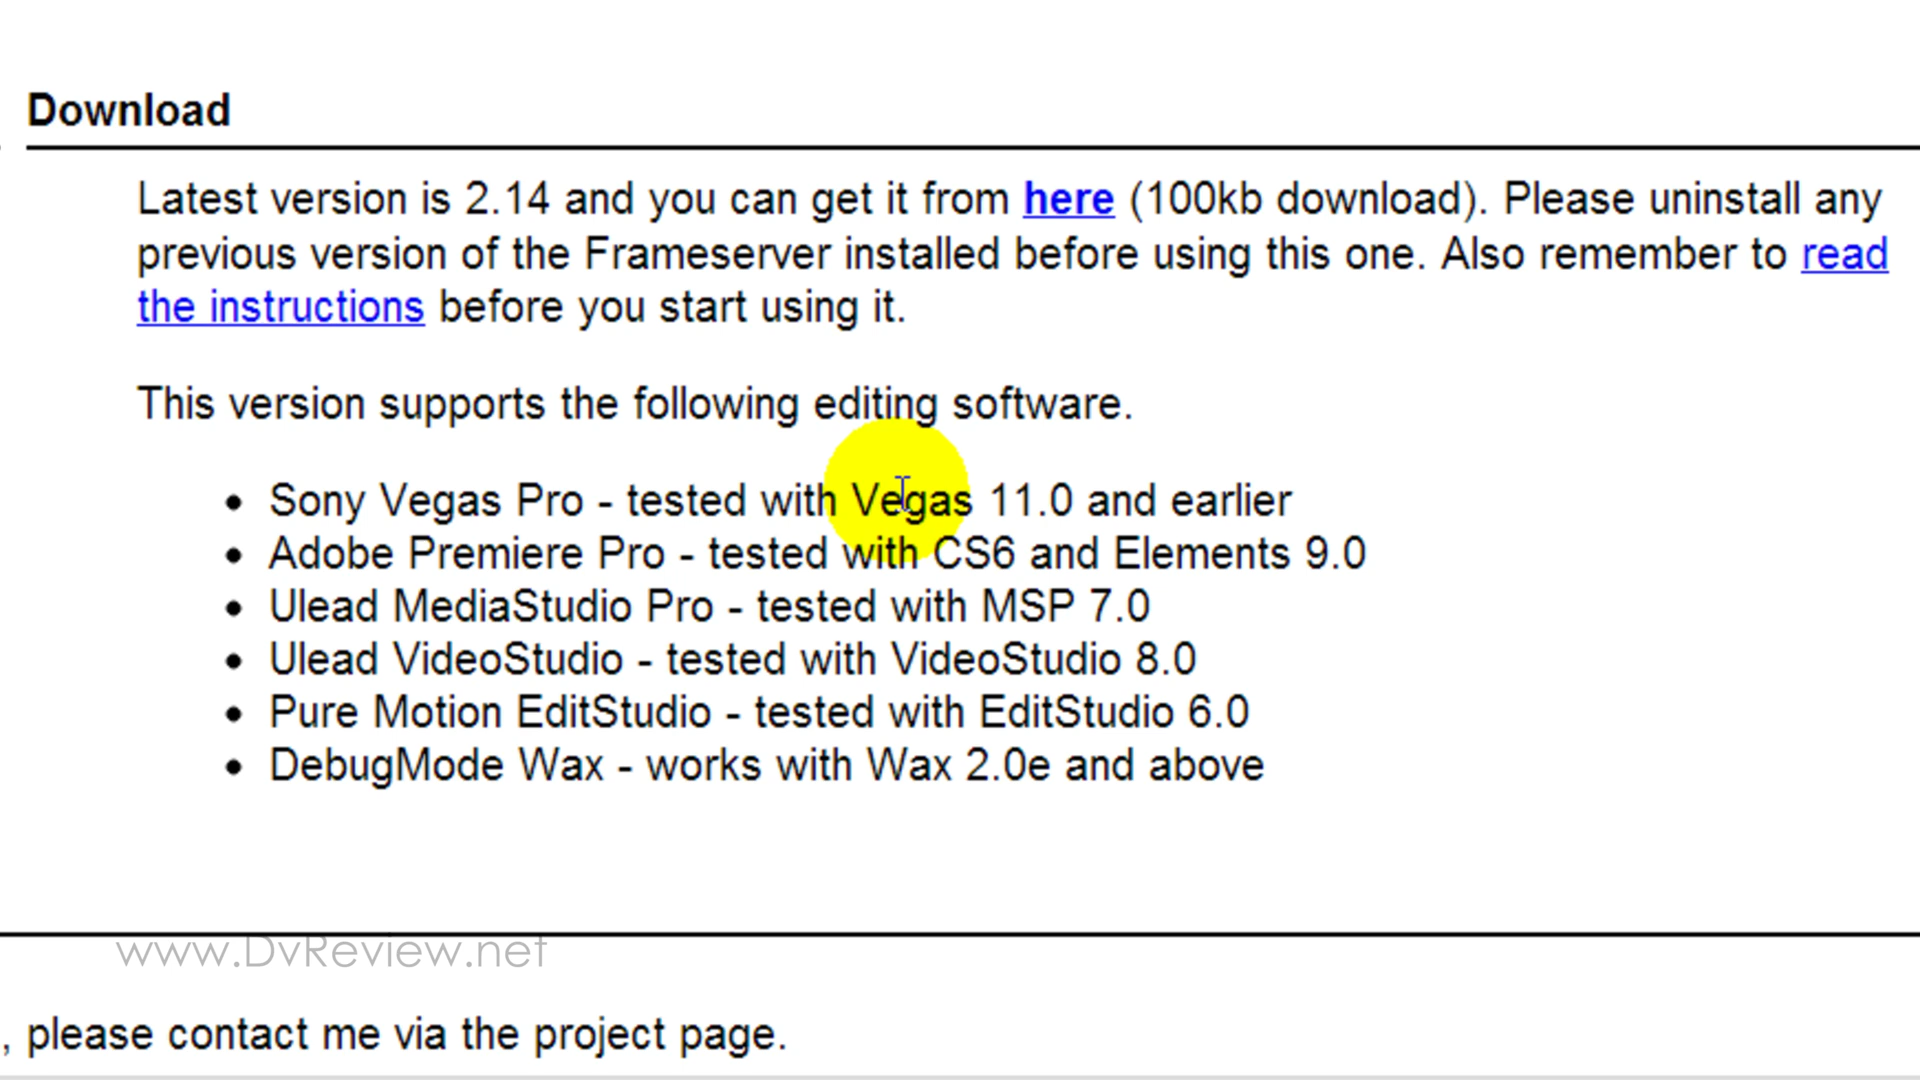 Download
Latest version is 2.14 and you can get it from here (100kb download). Please uninstall any
previous version of the Frameserver installed before using this one. Also remember to read
the instructions before you start using it.
This version supports the following editing software.
• Sony Vegas Pro - tested with Vegas 11.0 and earlier
• Adobe Premiere Pro - tested with CS6 and Elements 9.0
• Ulead MediaStudio Pro - tested with MSP 7.0
• Ulead VideoStudio - tested with VideoStudio 8.0
• Pure Motion EditStudio - tested with EditStudio 6.0
• DebugMode Wax - works with Wax 2.0e and above
www.DvReview.net
, please contact me via the project page.